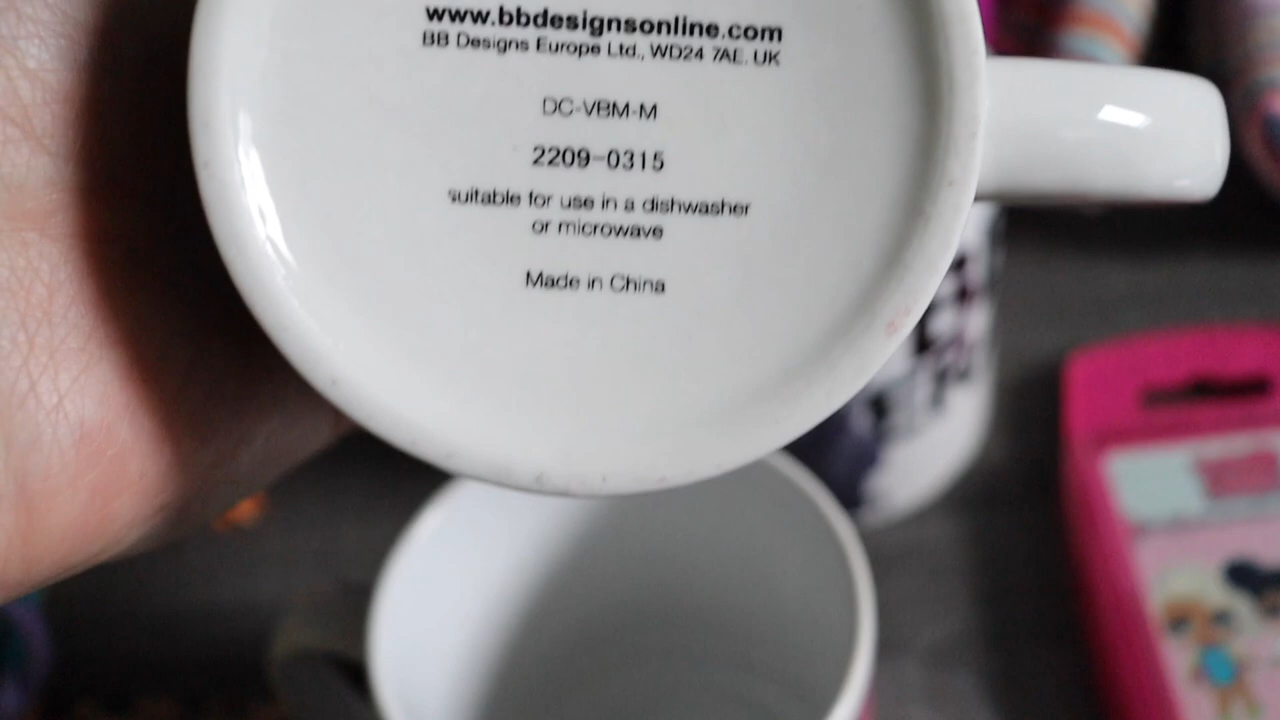 www.bbdesignsonline.com
BB Designs Europe Ltd., WD24 7AE. UK
DC-VBM-M
2209-0315
suitable for use in a dishwasher
or microwave
Made in China